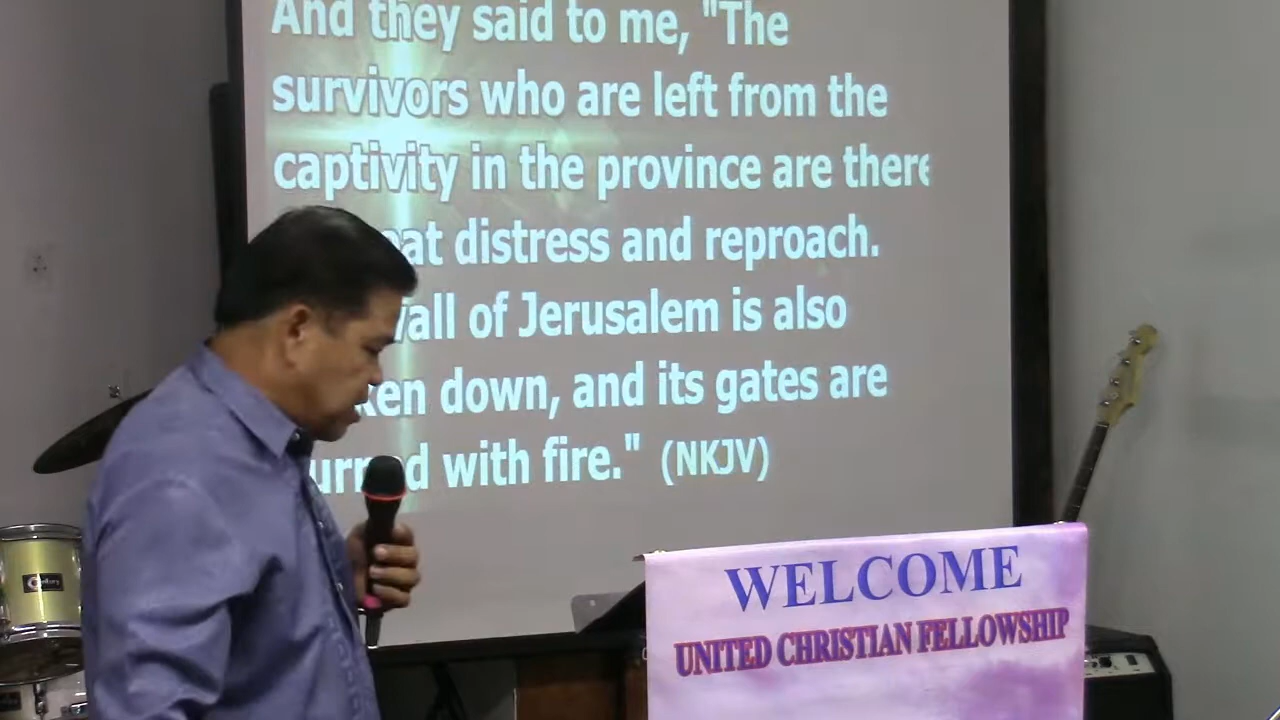 And they said to me, "The
survivors who are left from the
captivity in the province are there
at distress and reproach.
of Jerusalem is also
down, and its gates are
with fire." (NKJV)
WELCOME
UNITED CHRISTIAN FELLOWSHIP